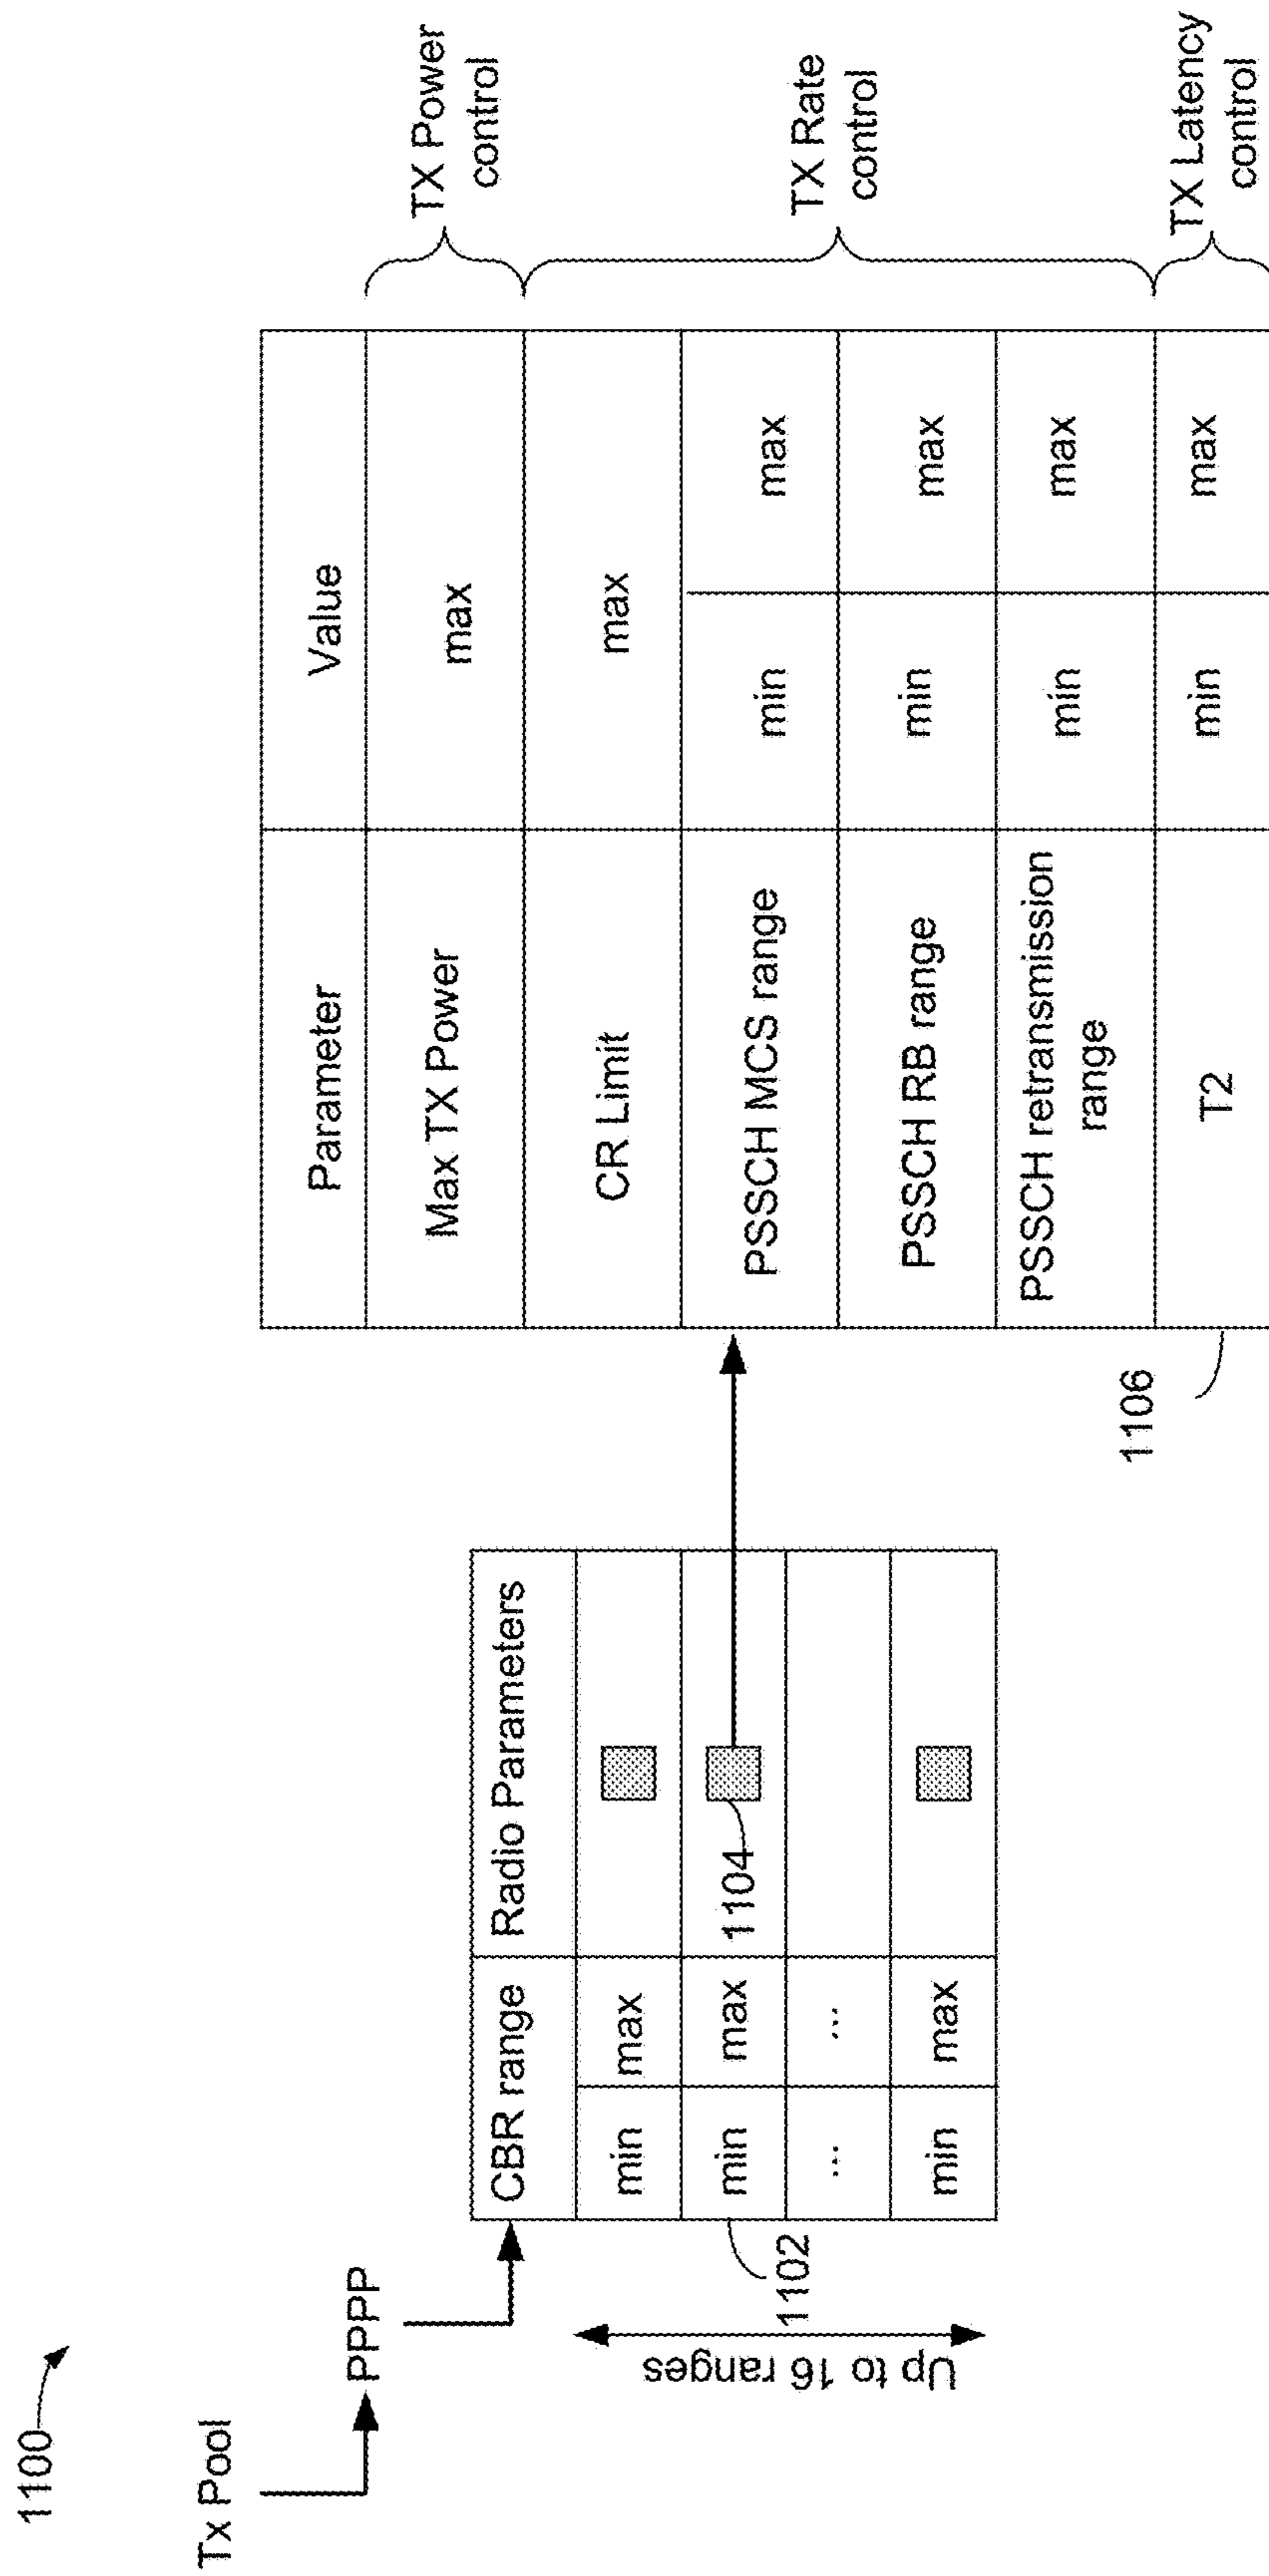 1100
Tx Pool
PPPP
CBR range
Radio Parameters
min
max
min
max
1104
...
...
min
max
1102
Up to 16 ranges
Parameter
Value
Max TX Power
max
CR Limit
max
PSSCH MCS range
min
max
PSSCH RB range
min
max
PSSCH retransmission
range
min
max
T2
min
max
1106
TX Power
control
TX Rate
control
TX Latency
control